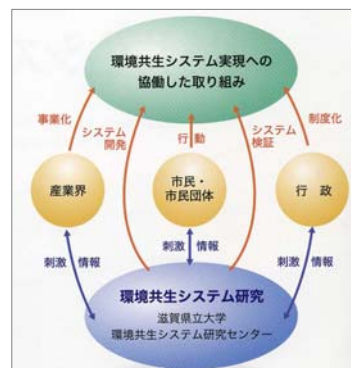 環境共生システム実現への
協働した取り組み
事業化
システム
開発
行動
システム
検証
制度化
産業界
市民・
市民団体
行政
刺激 情報
刺激 情報
刺激 情報
環境共生システム研究
滋賀県立大学
環境共生システム研究センター